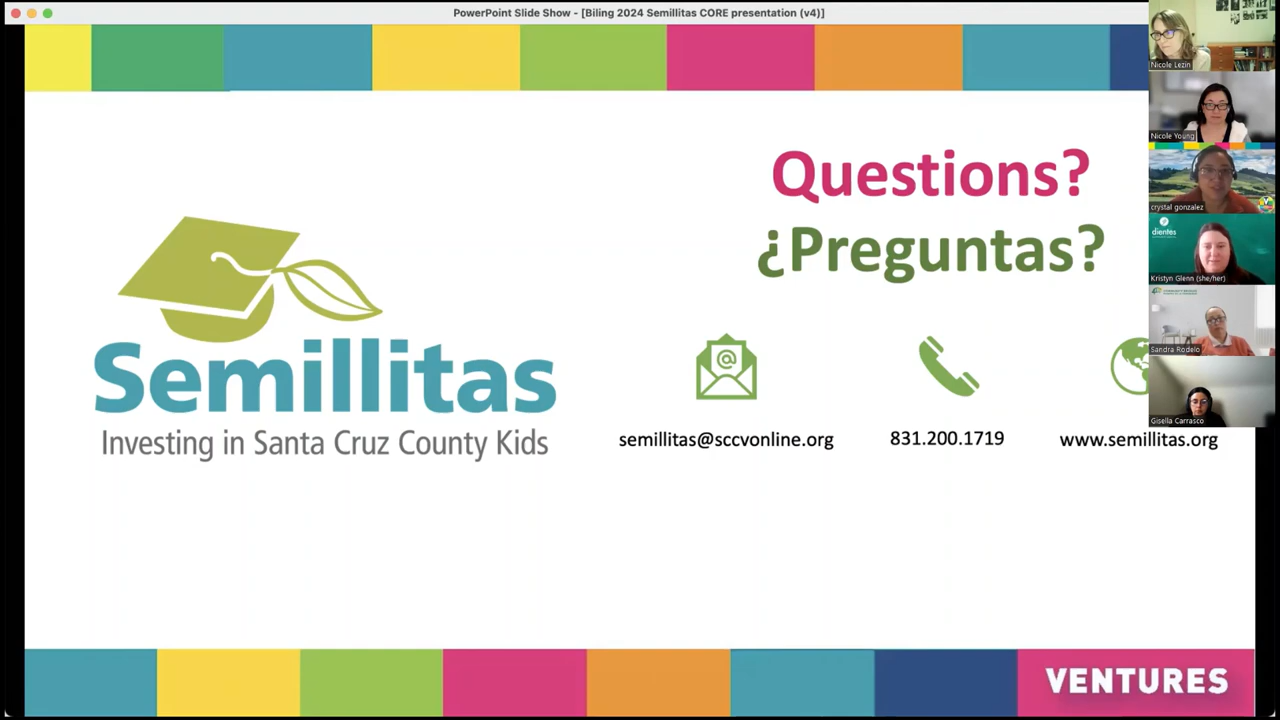 PowerPoint Slide Show - [Biling 2024 Semillitas CORE presentation (v4)]
Questions?
¿Preguntas?
Semillitas
Investing in Santa Cruz County Kids
@
semillitas@sccvonline.org
831.200.1719
www.semillitas.org
VENTURES
Nicole Lezin
Nicole Young
crystal gonzalez
dientes
Kristyn Glenn (she/her)
Sandra Rodelo
Gisella Carrasco